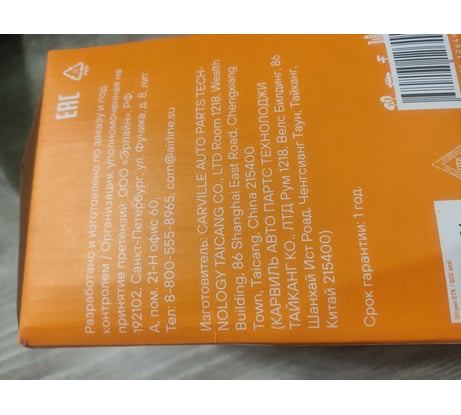 EAC
Разработано и изготовлено по заказу и под
контролем / Организация, уполномоченная на
принятие претензий: ООО «Эрлайн», РФ,
192102, Санкт-Петербург, ул. Фучика, д. 8, лит.
А, пом. 21-Н офис 60,
Тел: 8-800-555-8965 com@airline.su
Изготовитель: CARVILLE AUTO PARTS TECH-
NOLOGY TAICANG CO., LTD Room 1218, Wealth
Building, 86 Shanghai East Road, Chengxiang
Town, Taicang, China 215400
(КАРВИЛЬ АВТО ПАРТС ТЕХНОЛОДЖИ
ТАЙКАНГ КО., ЛТД Рум 1218, Велс Билдинг, 86
Шанхай Ист Роад, Ченгсианг Таун, Тайканг,
Китай 215400)
Срок гарантии: 1 год.